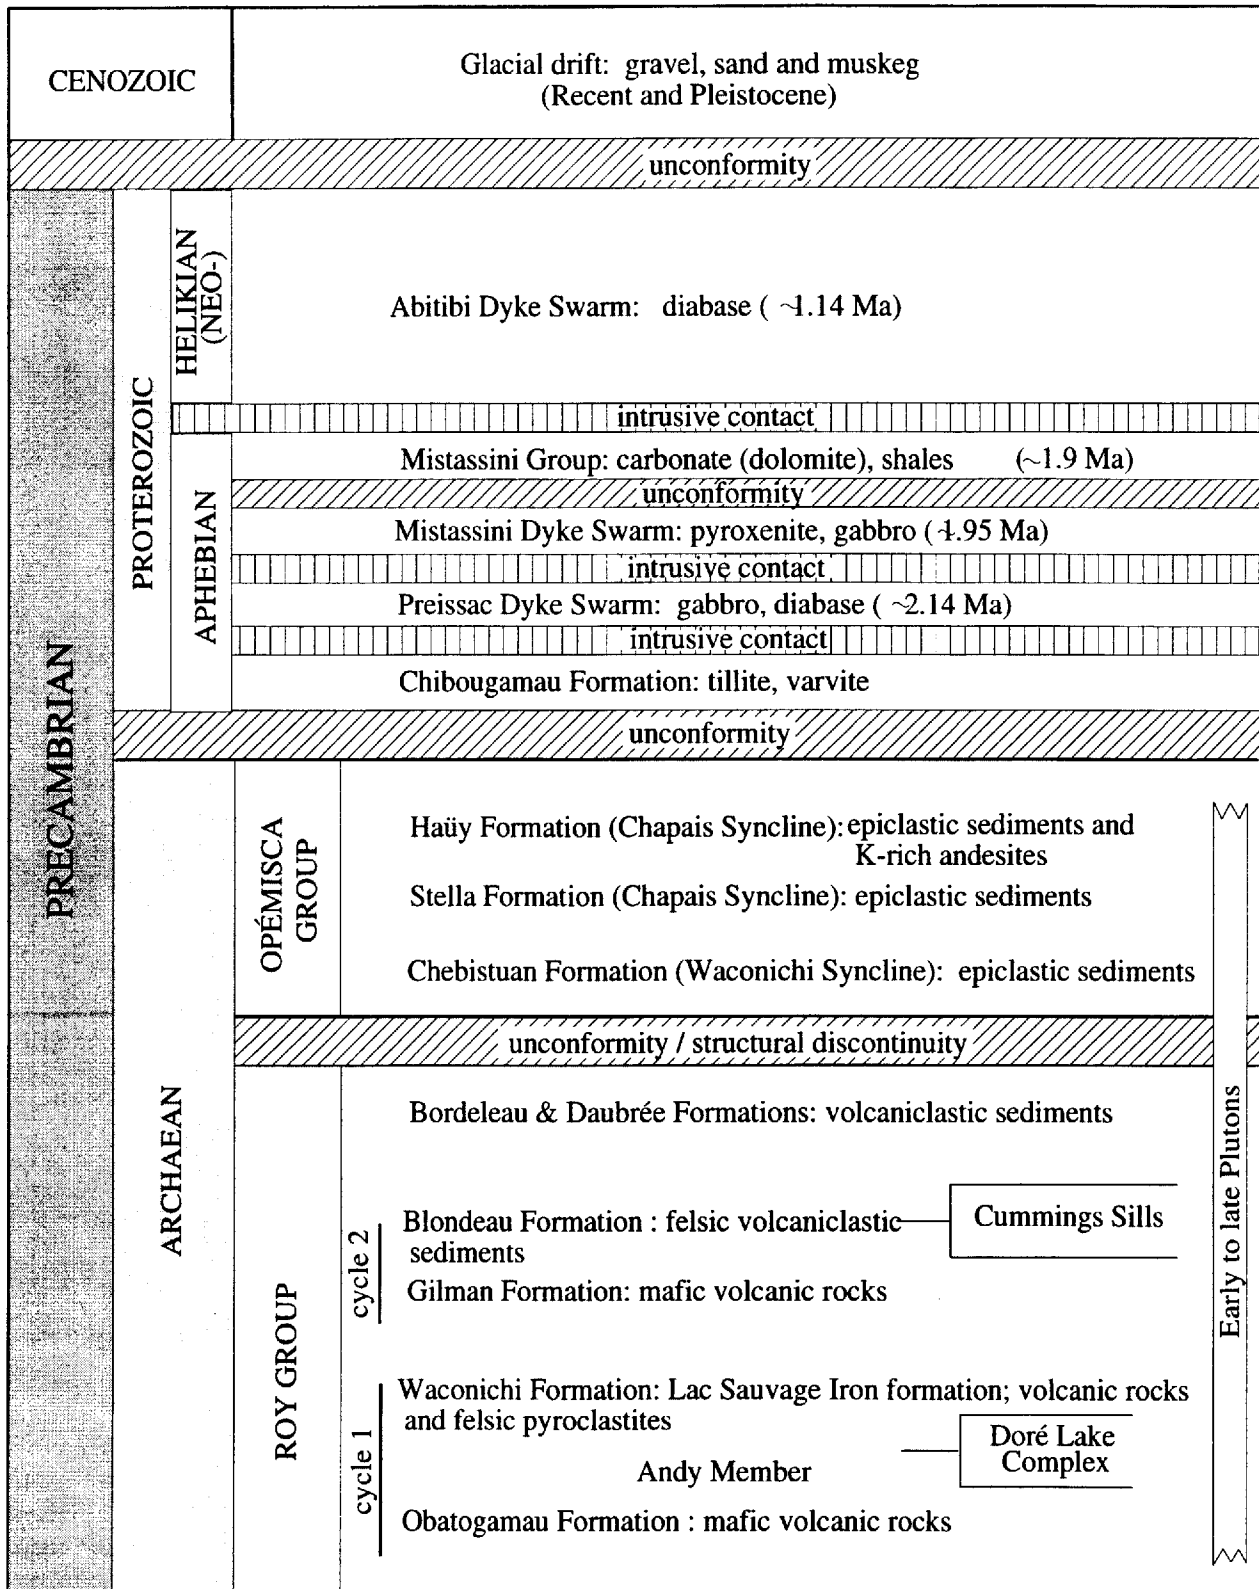 CENOZOIC
Glacial drift: gravel, sand and muskeg
(Recent and Pleistocene)
unconformity
PRECAMBRIAN
PROTEROZOIC
HELIKIAN
(NEO-)
Abitibi Dyke Swarm: diabase ( ~1.14 Ma)
intrusive contact
APHEBIAN
Mistassini Group: carbonate (dolomite), shales (~1.9 Ma)
unconformity
Mistassini Dyke Swarm: pyroxenite, gabbro (~1.95 Ma)
intrusive contact
Preissac Dyke Swarm: gabbro, diabase ( ~2.14 Ma)
intrusive contact
Chibougamau Formation: tillite, varvite
unconformity
ARCHAEAN
OPÉMISCA
GROUP
Haüy Formation (Chapais Syncline): epiclastic sediments and
K-rich andesites
Stella Formation (Chapais Syncline): epiclastic sediments
Chebistuan Formation (Waconichi Syncline): epiclastic sediments
unconformity / structural discontinuity
ROY GROUP
Bordeleau & Daubrée Formations: volcaniclastic sediments
cycle 2
Blondeau Formation : felsic volcaniclastic
sediments
Cummings Sills
Gilman Formation: mafic volcanic rocks
cycle 1
Waconichi Formation: Lac Sauvage Iron formation; volcanic rocks
and felsic pyroclastites
Doré Lake
Complex
Andy Member
Obatogamau Formation : mafic volcanic rocks
Early to late Plutons